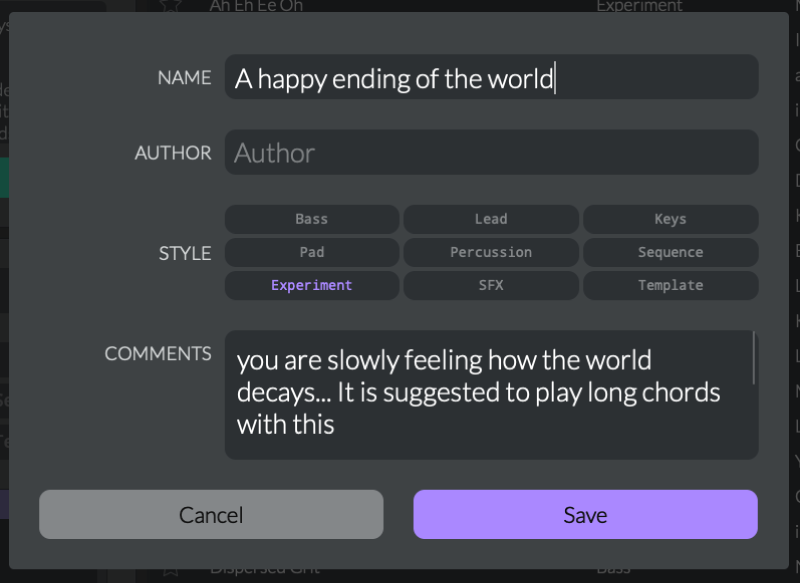 Ah Eh Ee Oh Experiment
NAME A happy ending of the world
AUTHOR Author
Bass Lead Keys
STYLE Pad Percussion Sequence
Experiment SFX Template
COMMENTS you are slowly feeling how the world
decays... It is suggested to play long chords
with this
Cancel Save
Dispersed Grit Bass